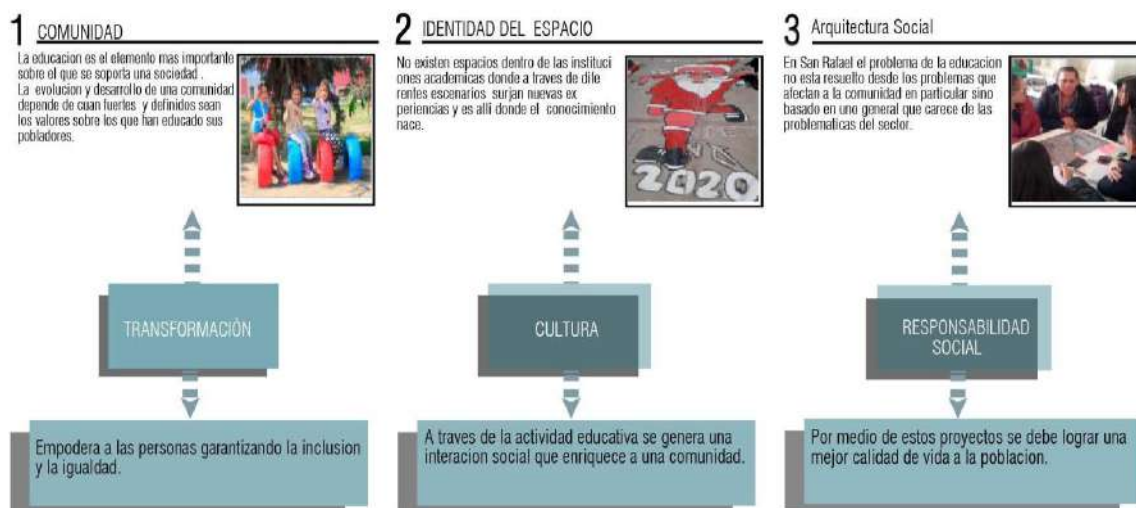 1 COMUNIDAD
La educacion es el elemento mas importante
sobre el que se soporta una sociedad .
La evolucion y desarrollo de una comunidad
depende de cuan fuertes y definidos sean
los valores sobre los que han educado sus
pobladores.
2 IDENTIDAD DEL ESPACIO
No existen espacios dentro de las instituci
ones academicas donde a traves de dife
rentes escenarios surjan nuevas ex
periencias y es allí donde el conocimiento
nace.
2020
3 Arquitectura Social
En San Rafael el problema de la educacion
no esta resuelto desde los problemas que
afectan a la comunidad en particular sino
basado en uno general que carece de las
problematicas del sector.
TRANSFORMACIÓN
CULTURA
RESPONSABILIDAD
SOCIAL
Empodera a las personas garantizando la inclusion
y la igualdad.
A traves de la actividad educativa se genera una
interacion social que enriquece a una comunidad.
Por medio de estos proyectos se debe lograr una
mejor calidad de vida a la poblacion.